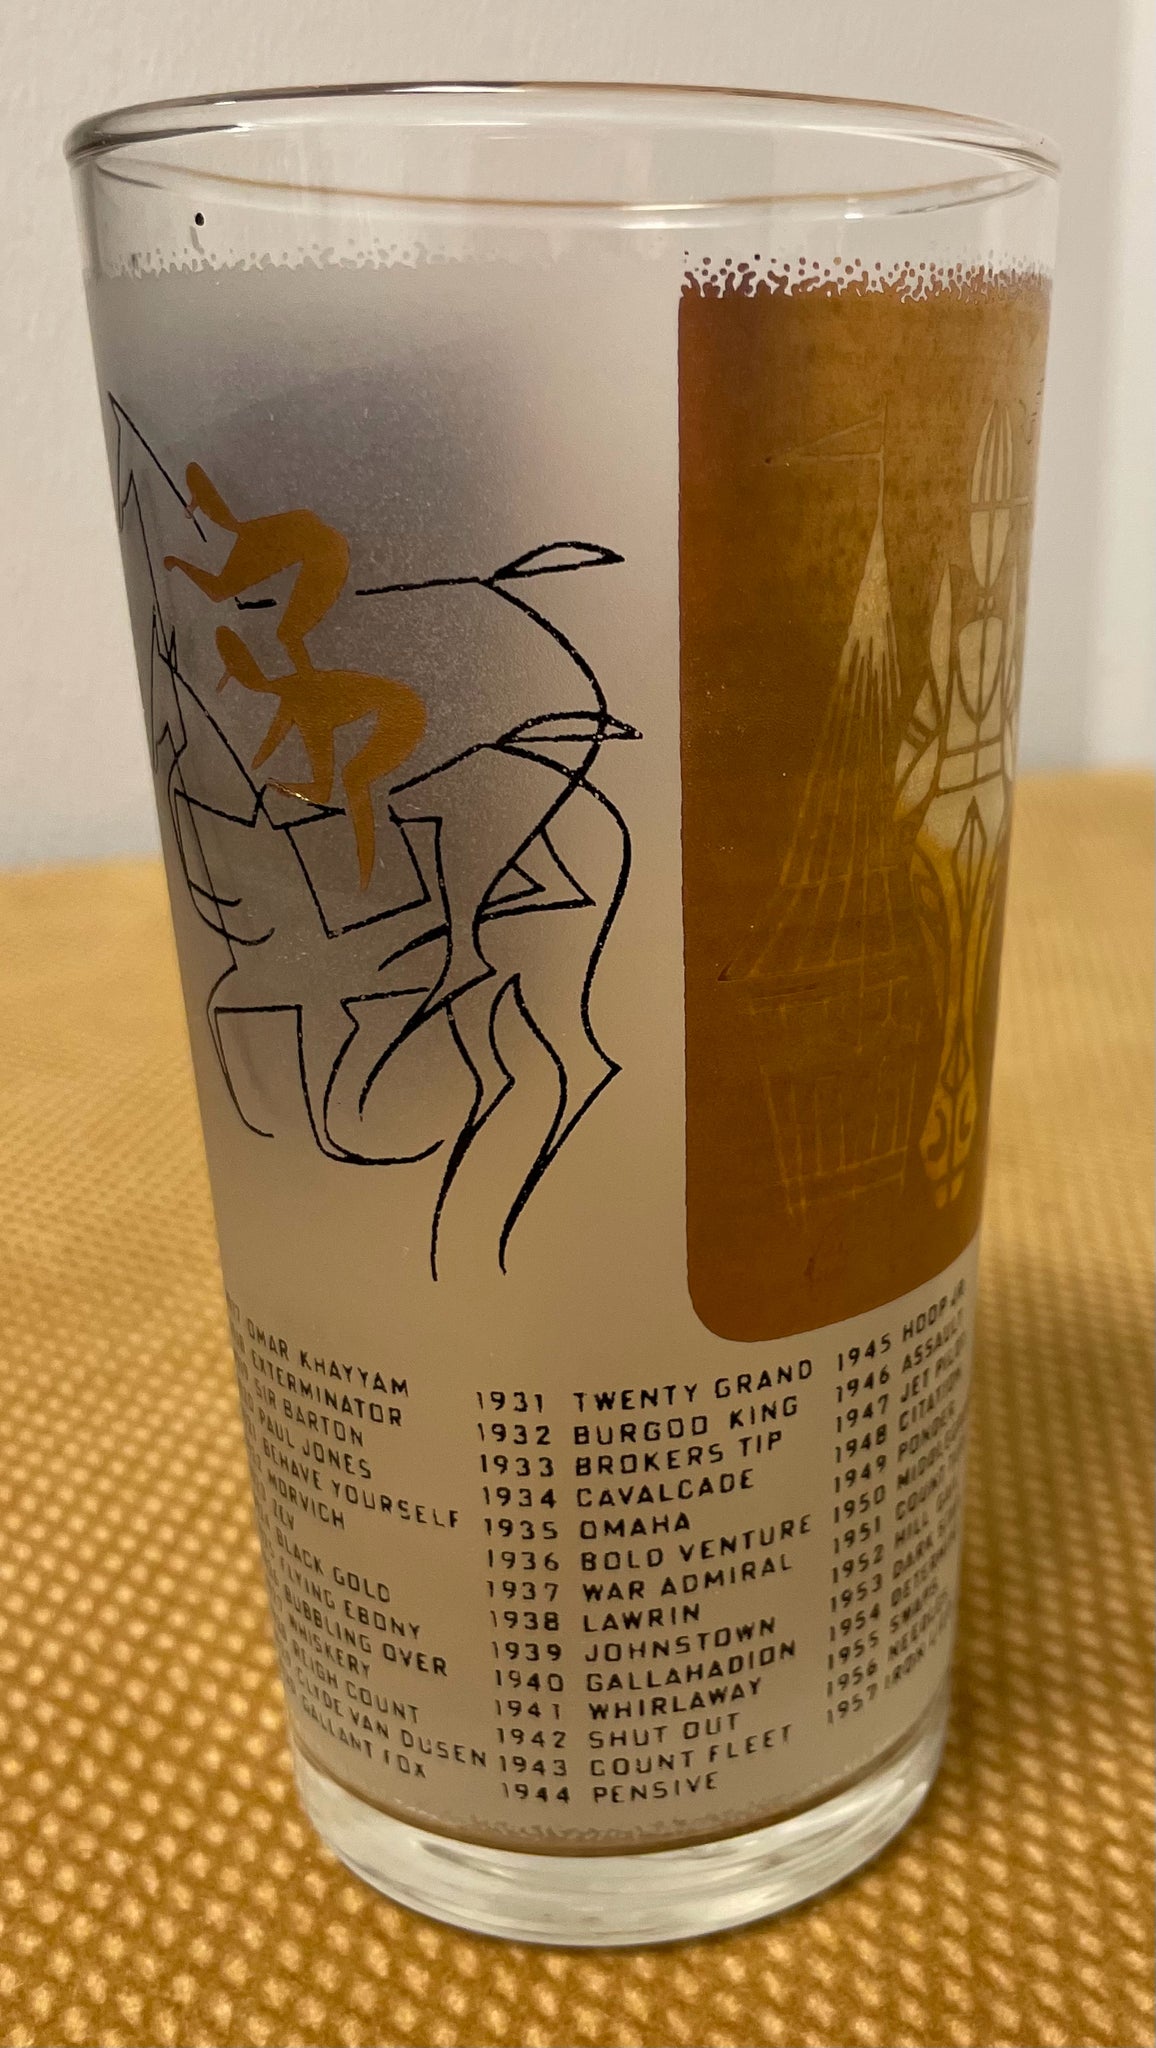 OMAR KHAYYAM
EXTERMINATOR
SIR BARTON
PAUL JONES
BEHAVE YOURSELF
MORVICH
ZEV
BLACK GOLD
FLYING EBONY
BUBBLING OVER
WHISKERY
REIGH COUNT
CLYDE VAN DUSEN
GALLANT FOX
1931 TWENTY GRAND
1932 BURGOO KING
1933 BROKERS TIP
1934 CAVALCADE
1935 OMAHA
1936 BOLD VENTURE
1937 WAR ADMIRAL
1938 LAWRIN
1939 JOHNSTOWN
1940 GALLAHADION
1941 WHIRLAWAY
1942 SHUT OUT
1943 COUNT FLEET
1944 PENSIVE
1945 HOOP JR
1946 ASSAULT
1947 JET PILOT
1948 CITATION
1949 PONDER
1950
1951 COUNT
1952 HILL
1953 DARK
1954
1955 SWAPS
1956 NEEDLES
1957 IRON